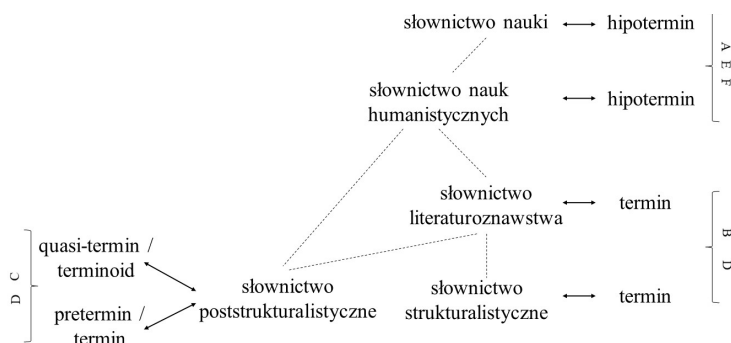 słownictwo nauki
hipotermin
słownictwo nauk
humanistycznych
hipotermin
A E F
słownictwo
literaturoznawstwa
termin
quasi-termin /
terminoid
słownictwo
poststrukturalistyczne
słownictwo
strukturalistyczne
termin
B D
pretermin /
termin
D C